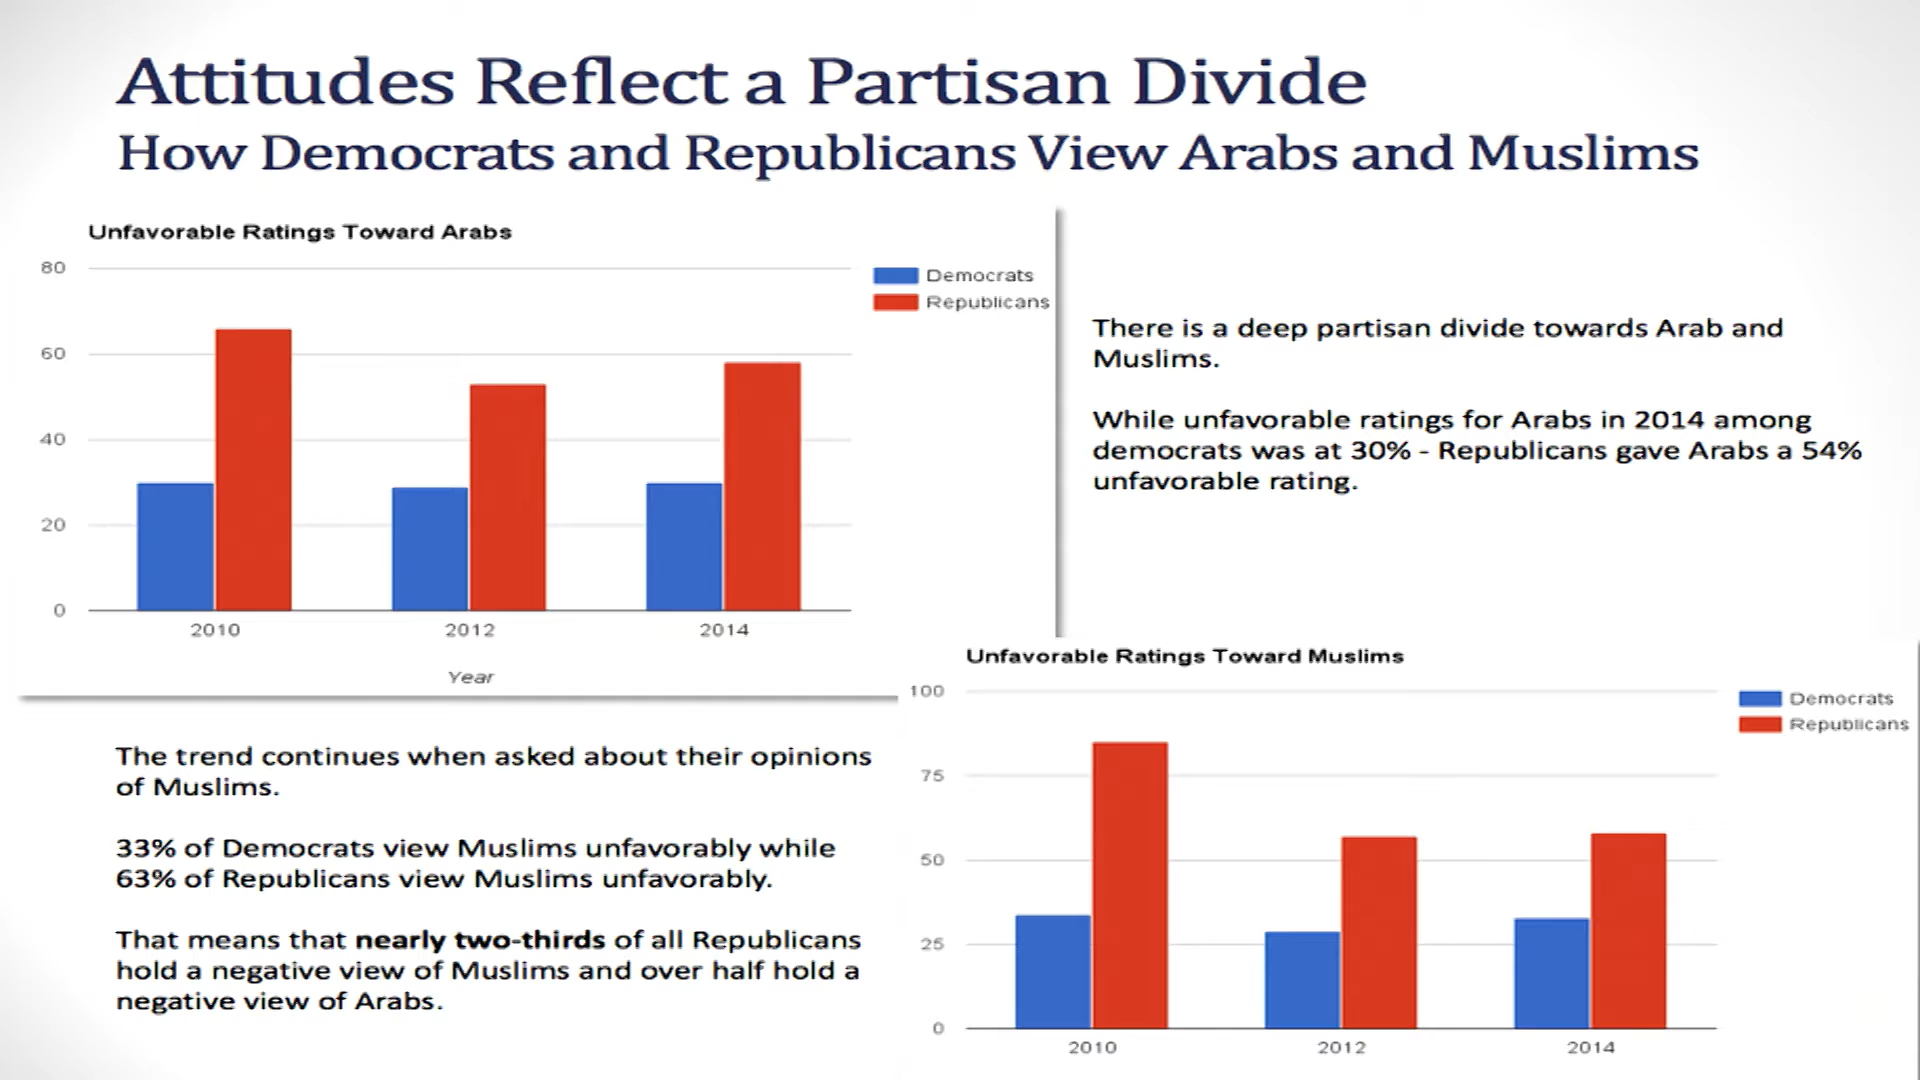 Attitudes Reflect a Partisan Divide
How Democrats and Republicans View Arabs and Muslims
Unfavorable Ratings Toward Arabs
80
60
40
20
0
2010
2012
2014
Year
Democrats
Republicans
There is a deep partisan divide towards Arab and
Muslims.
While unfavorable ratings for Arabs in 2014 among
democrats was at 30% - Republicans gave Arabs a 54%
unfavorable rating.
The trend continues when asked about their opinions
of Muslims.
33% of Democrats view Muslims unfavorably while
63% of Republicans view Muslims unfavorably.
That means that nearly two-thirds of all Republicans
hold a negative view of Muslims and over half hold a
negative view of Arabs.
Unfavorable Ratings Toward Muslims
100
75
50
25
0
2010
2012
2014
Democrats
Republicans